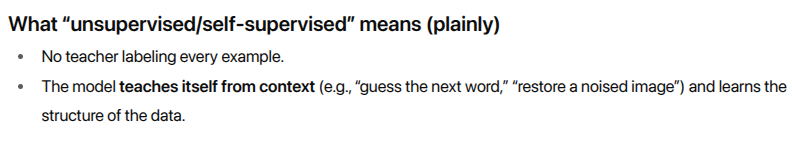 What “unsupervised/self-supervised” means (plainly)
• No teacher labeling every example.
• The model teaches itself from context (e.g., “guess the next word,” “restore a noised image”) and learns the
structure of the data.